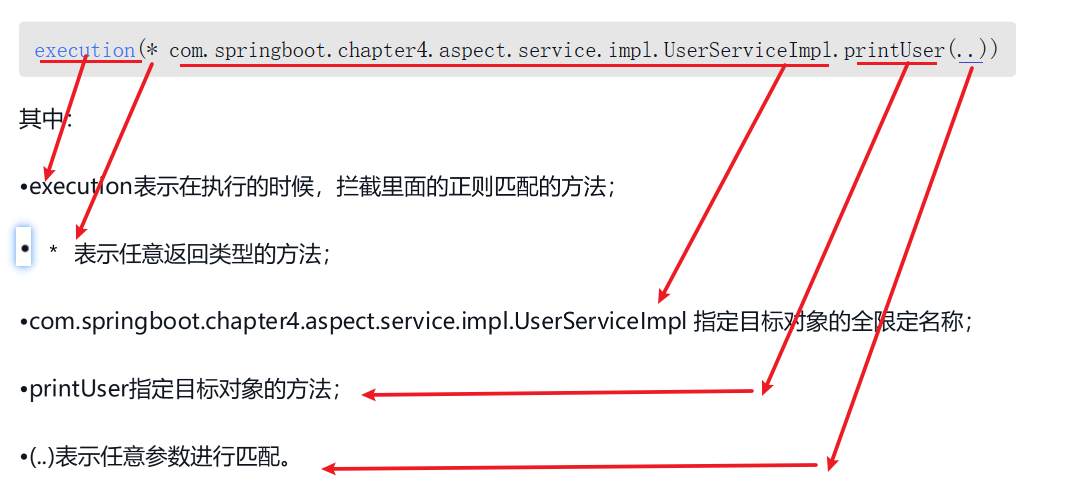 execution(* com.springboot.chapter4.aspect.service.impl.UserServiceImpl.printUser(..))
其中:
•execution表示在执行的时候，拦截里面的正则匹配的方法；
• * 表示任意返回类型的方法；
•com.springboot.chapter4.aspect.service.impl.UserServiceImpl 指定目标对象的全限定名称；
•printUser指定目标对象的方法；
•(..)表示任意参数进行匹配。